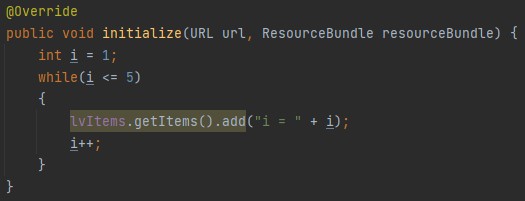 @Override
public void initialize(URL url, ResourceBundle resourceBundle) {
    int i = 1;
    while(i <= 5)
    {
        lvItems.getItems().add("i = " + i);
        i++;
    }
}